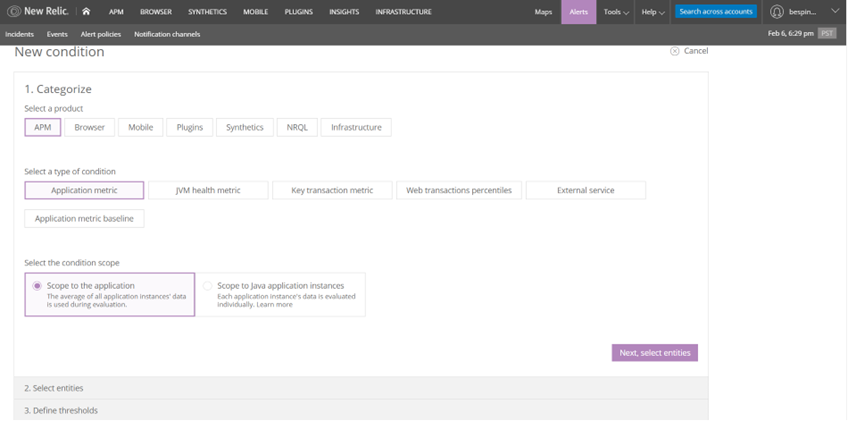 New Relic. APM BROWSER SYNTHETICS MOBILE PLUGINS INSIGHTS INFRASTRUCTURE Maps Alerts Tools Help Search across accounts bespin...
Incidents Events Alert policies Notification channels Feb 6, 6:29 pm PST
New condition Cancel
1. Categorize
Select a product
APM Browser Mobile Plugins Synthetics NRQL Infrastructure
Select a type of condition
Application metric JVM health metric Key transaction metric Web transactions percentiles External service
Application metric baseline
Select the condition scope
Scope to the application Scope to Java application instances
The average of all application instances' data Each application instance's data is evaluated
is used during evaluation. individually. Learn more
Next, select entities
2. Select entities
3. Define thresholds